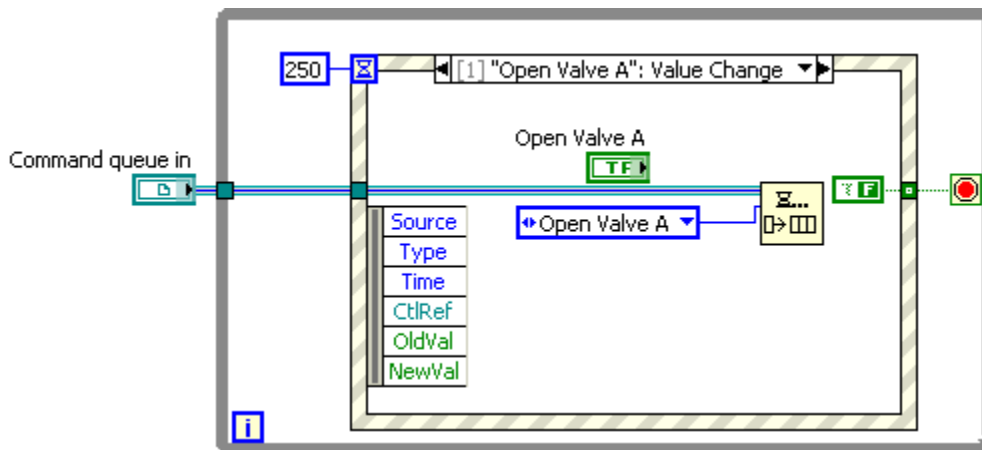 250
[1] "Open Valve A": Value Change
Open Valve A
TF
Command queue in
F
Source
Open Valve A
Type
Time
CtlRef
OldVal
NewVal
i